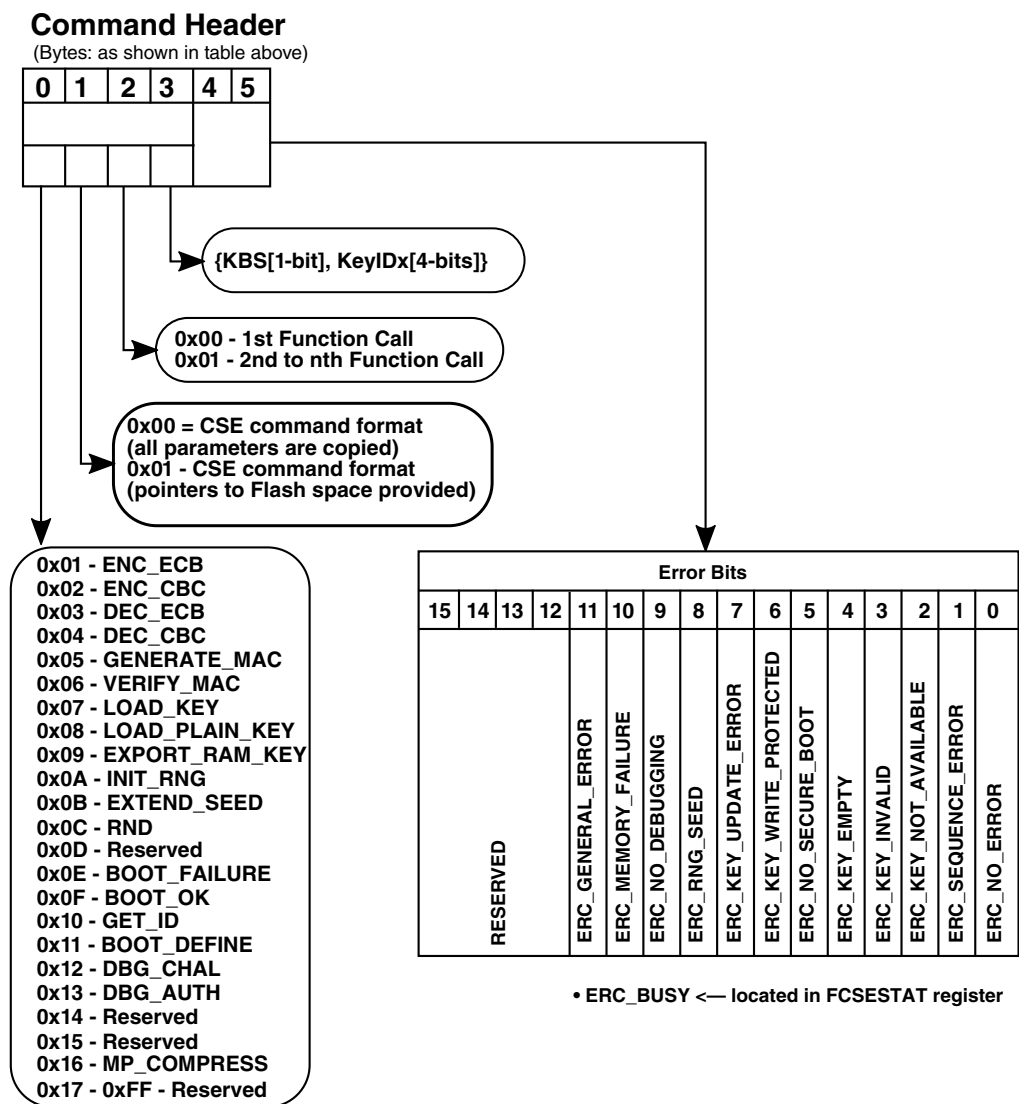 Command Header
(Bytes: as shown in table above)
0 1 2 3 4 5
{KBS[1-bit], KeyIDx[4-bits]}
0x00 - 1st Function Call
0x01 - 2nd to nth Function Call
0x00 = CSE command format
(all parameters are copied)
0x01 - CSE command format
(pointers to Flash space provided)
0x01 - ENC_ECB
0x02 - ENC_CBC
0x03 - DEC_ECB
0x04 - DEC_CBC
0x05 - GENERATE_MAC
0x06 - VERIFY_MAC
0x07 - LOAD_KEY
0x08 - LOAD_PLAIN_KEY
0x09 - EXPORT_RAM_KEY
0x0A - INIT_RNG
0x0B - EXTEND_SEED
0x0C - RND
0x0D - Reserved
0x0E - BOOT_FAILURE
0x0F - BOOT_OK
0x10 - GET_ID
0x11 - BOOT_DEFINE
0x12 - DBG_CHAL
0x13 - DBG_AUTH
0x14 - Reserved
0x15 - Reserved
0x16 - MP_COMPRESS
0x17 - 0xFF - Reserved
Error Bits
15 14 13 12 11 10 9 8 7 6 5 4 3 2 1 0
RESERVED
ERC_GENERAL_ERROR
ERC_MEMORY_FAILURE
ERC_NO_DEBUGGING
ERC_RNG_SEED
ERC_KEY_UPDATE_ERROR
ERC_KEY_WRITE_PROTECTED
ERC_NO_SECURE_BOOT
ERC_KEY_EMPTY
ERC_KEY_INVALID
ERC_KEY_NOT_AVAILABLE
ERC_SEQUENCE_ERROR
ERC_NO_ERROR
• ERC_BUSY <— located in FCSESTAT register